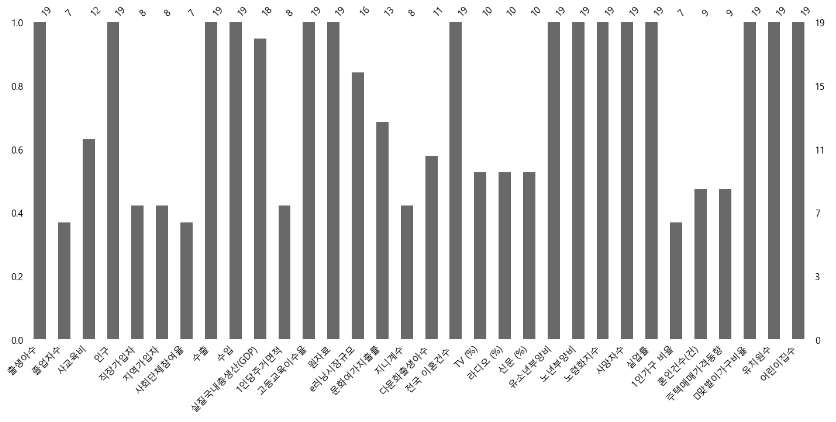 19
7
12
19
8
8
7
19
19
18
8
19
19
16
13
8
11
19
10
10
10
19
19
19
19
19
7
9
9
19
19
19
1.0
0.8
0.6
0.4
0.2
0.0
19
15
11
7
3
0
출생아수
졸업자수
사교육비
인구
직장가입자
지역가입자
사회단체참여율
수출
수입
실질국내총생산(GDP)
1인당주거면적
고등교육이수율
원자료
e러닝시장규모
문화여가지출률
지니계수
다문화출생아수
전국 이혼건수
TV (%)
라디오 (%)
신문 (%)
유소년부양비
노년부양비
노령화지수
사망자수
실업률
1인가구 비율
혼인건수(건)
주택매매가격동향
□맞벌이가구비율
유치원수
어린이집수